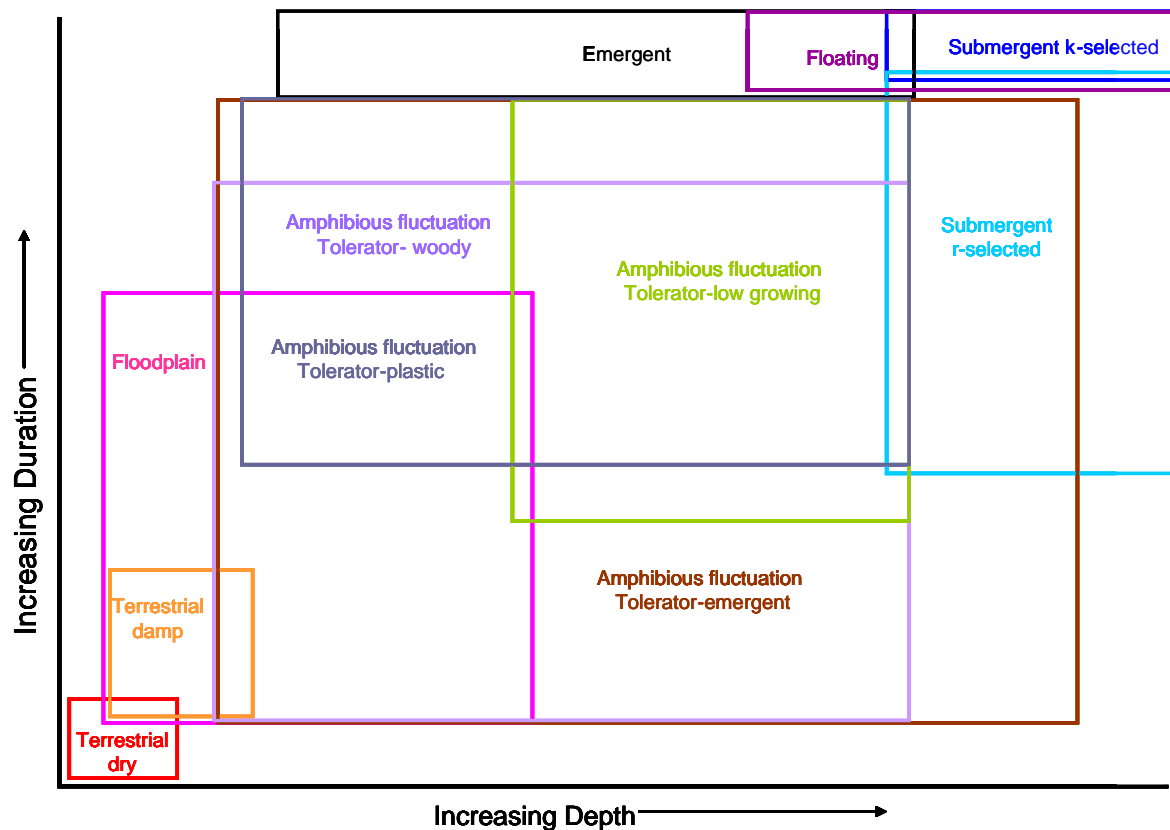 Emergent
Floating
Submergent k-selected
Amphibious fluctuation
Tolerator- woody
Submergent
r-selected
Amphibious fluctuation
Tolerator-low growing
Floodplain
Amphibious fluctuation
Tolerator-plastic
Amphibious fluctuation
Tolerator-emergent
Terrestrial
damp
Terrestrial
dry
Increasing Duration
Increasing Depth